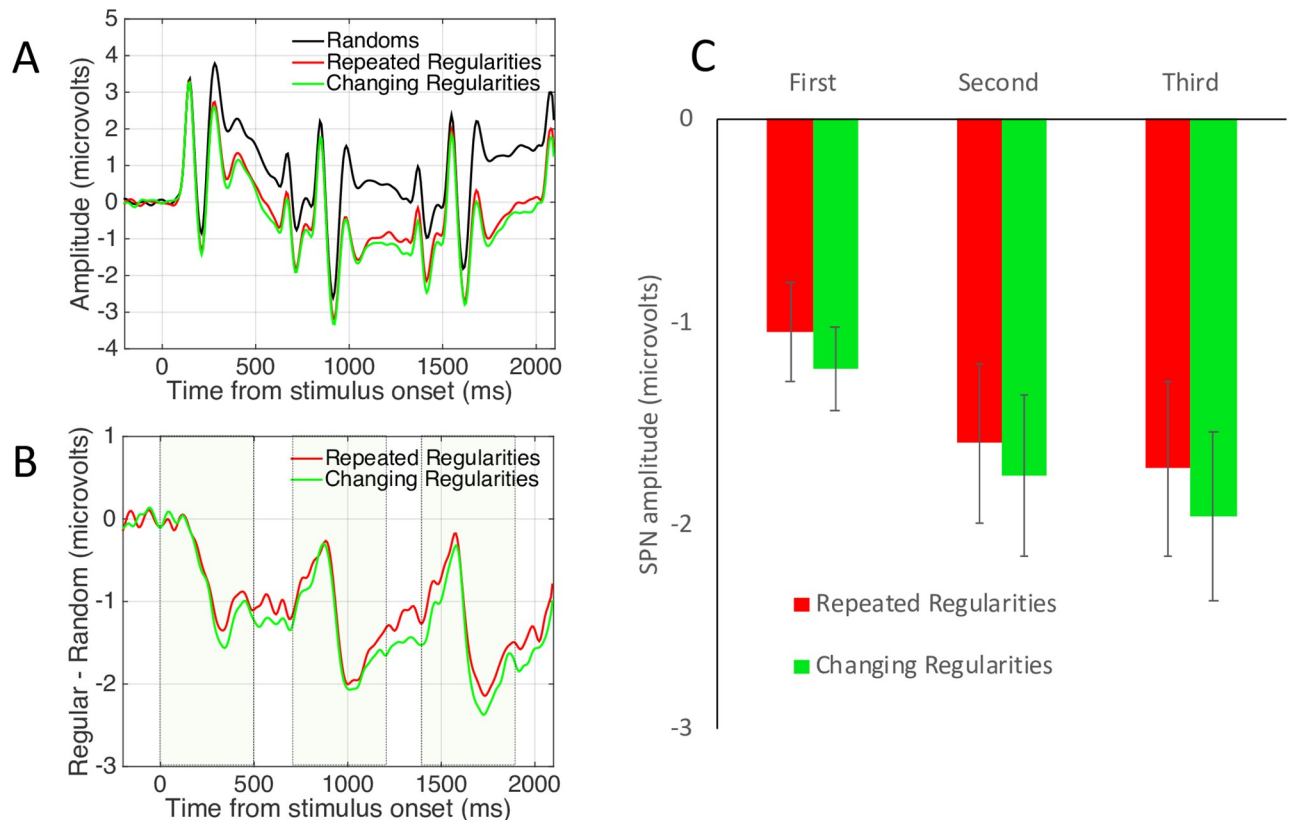 A
Amplitude (microvolts)
5
4
3
2
1
0
-1
-2
-3
-4
Randoms
Repeated Regularities
Changing Regularities
0 500 1000 1500 2000
Time from stimulus onset (ms)
B
Regular - Random (microvolts)
1
0
-1
-2
-3
Repeated Regularities
Changing Regularities
0 500 1000 1500 2000
Time from stimulus onset (ms)
C
First Second Third
SPN amplitude (microvolts)
0
-1
-2
-3
Repeated Regularities
Changing Regularities